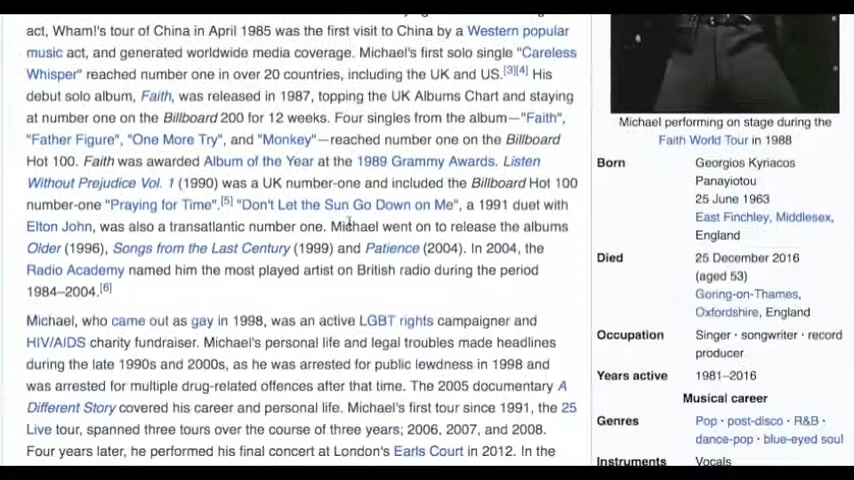 act, Wham!'s tour of China in April 1985 was the first visit to China by a Western popular
music act, and generated worldwide media coverage. Michael's first solo single "Careless
Whisper" reached number one in over 20 countries, including the UK and US.[3][4] His
debut solo album, Faith, was released in 1987, topping the UK Albums Chart and staying
at number one on the Billboard 200 for 12 weeks. Four singles from the album—"Faith",
"Father Figure", "One More Try", and "Monkey"—reached number one on the Billboard
Hot 100. Faith was awarded Album of the Year at the 1989 Grammy Awards. Listen
Without Prejudice Vol. 1 (1990) was a UK number-one and included the Billboard Hot 100
number-one "Praying for Time".[5] "Don't Let the Sun Go Down on Me", a 1991 duet with
Elton John, was also a transatlantic number one. Michael went on to release the albums
Older (1996), Songs from the Last Century (1999) and Patience (2004). In 2004, the
Radio Academy named him the most played artist on British radio during the period
1984–2004.[6]
Michael, who came out as gay in 1998, was an active LGBT rights campaigner and
HIV/AIDS charity fundraiser. Michael's personal life and legal troubles made headlines
during the late 1990s and 2000s, as he was arrested for public lewdness in 1998 and
was arrested for multiple drug-related offences after that time. The 2005 documentary A
Different Story covered his career and personal life. Michael's first tour since 1991, the 25
Live tour, spanned three tours over the course of three years; 2006, 2007, and 2008.
Four years later, he performed his final concert at London's Earls Court in 2012. In the
Michael performing on stage during the
Faith World Tour in 1988
Born Georgios Kyriacos
Panayiotou
25 June 1963
East Finchley, Middlesex,
England
Died 25 December 2016
(aged 53)
Goring-on-Thames,
Oxfordshire, England
Occupation Singer · songwriter · record
producer
Years active 1981–2016
Musical career
Genres Pop · post-disco · R&B ·
dance-pop · blue-eyed soul
Instruments Vocals